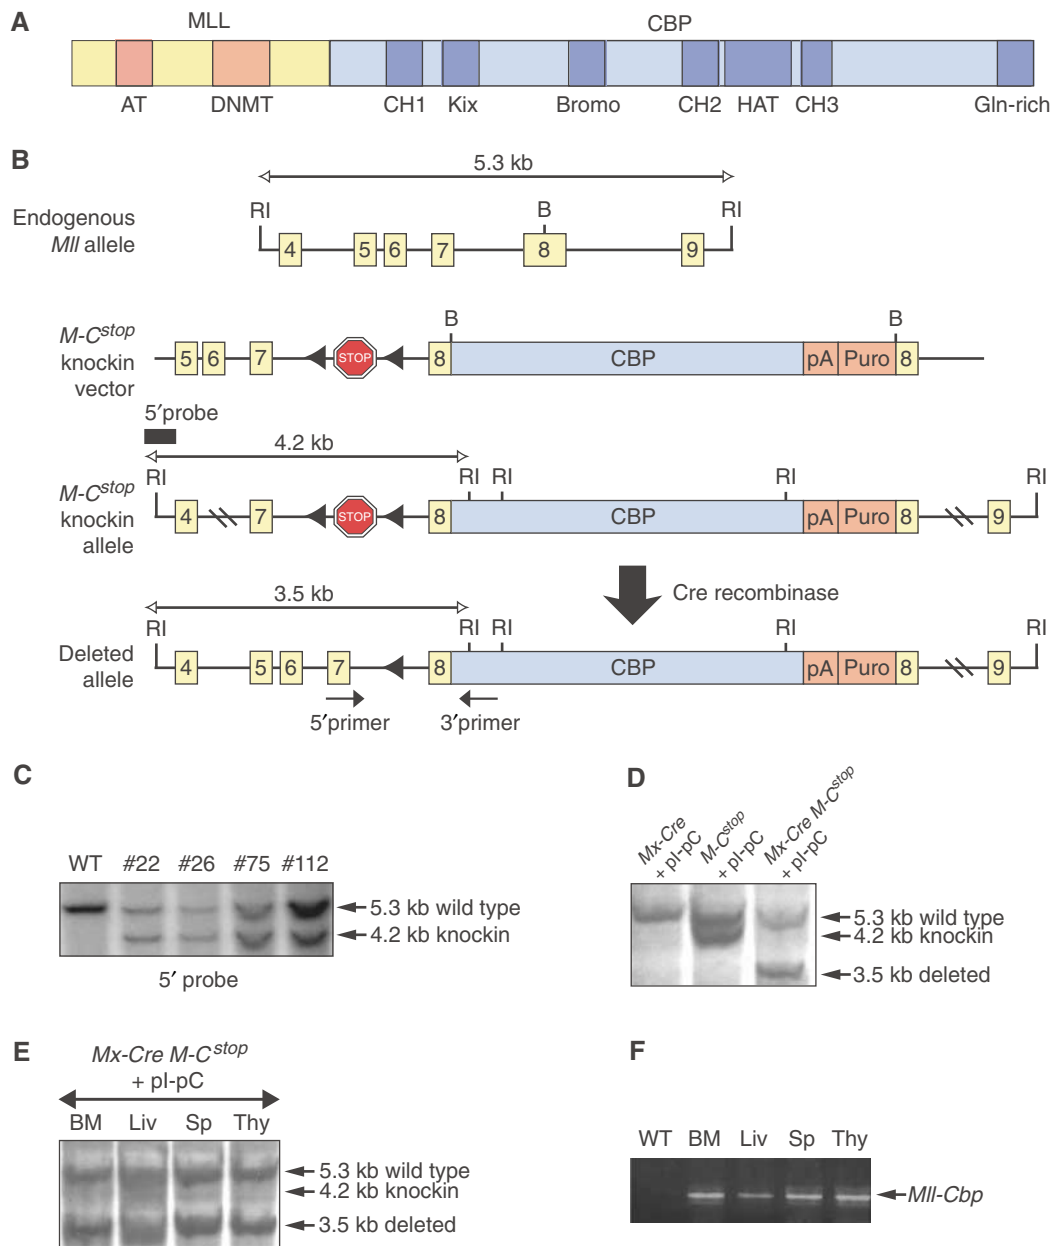 A
MLL
CBP
AT
DNMT
CH1
Kix
Bromo
CH2
HAT
CH3
Gln-rich
B
5.3 kb
Endogenous
Mll allele
RI
B
RI
4
5
6
7
8
9
M-C^stop
knockin
vector
B
B
5
6
7
STOP
8
CBP
pA
Puro
8
5′probe
4.2 kb
M-C^stop
knockin
allele
RI
RI
RI
RI
RI
4
7
STOP
8
CBP
pA
Puro
8
9
Cre recombinase
3.5 kb
Deleted
allele
RI
RI
RI
RI
RI
4
5
6
7
8
CBP
pA
Puro
8
9
5′primer
3′primer
C
WT #22 #26 #75 #112
5.3 kb wild type
4.2 kb knockin
5′ probe
D
Mx-Cre
+ pI-pC
M-C^stop
+ pI-pC
Mx-Cre M-C^stop
+ pI-pC
5.3 kb wild type
4.2 kb knockin
3.5 kb deleted
E
Mx-Cre M-C^stop
+ pI-pC
BM Liv Sp Thy
5.3 kb wild type
4.2 kb knockin
3.5 kb deleted
F
WT BM Liv Sp Thy
Mll-Cbp